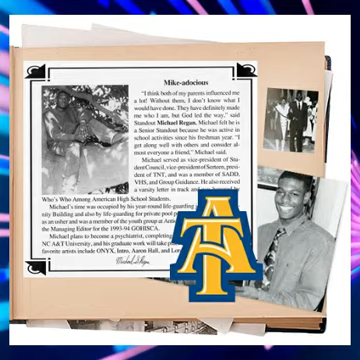 Mike-adocious
"I think both of my parents influenced me
a lot! Without them, I don't know what I
would have done. They have definitely made
me who I am, but God led the way," said
Standout Michael Regan. Michael felt he is
a Senior Standout because he was active in
school activities since his freshman year. "I
get along well with others and consider al-
most everyone a friend," Michael said.
Michael served as vice-president of Stu-
dent Council, vice-president of Sertoro, presi-
dent of TNT, and was a member of SADD,
VHS, and Group Guidance. He also received
a varsity letter in track and
Who's Who Among American High School Students.
Michael's time was occupied by his year-round life-guarding
nity Building and also by life-guarding for private pool
as an usher and was a member of the youth group at
the Managing Editor for the 1993-94 GOHISCA.
Michael plans to become a psychiatrist, completing
NC A&T University, and his graduate work will take
favorite artists include ONYX, Intro, Aaron Hall, and
Michael S. Regan
AT